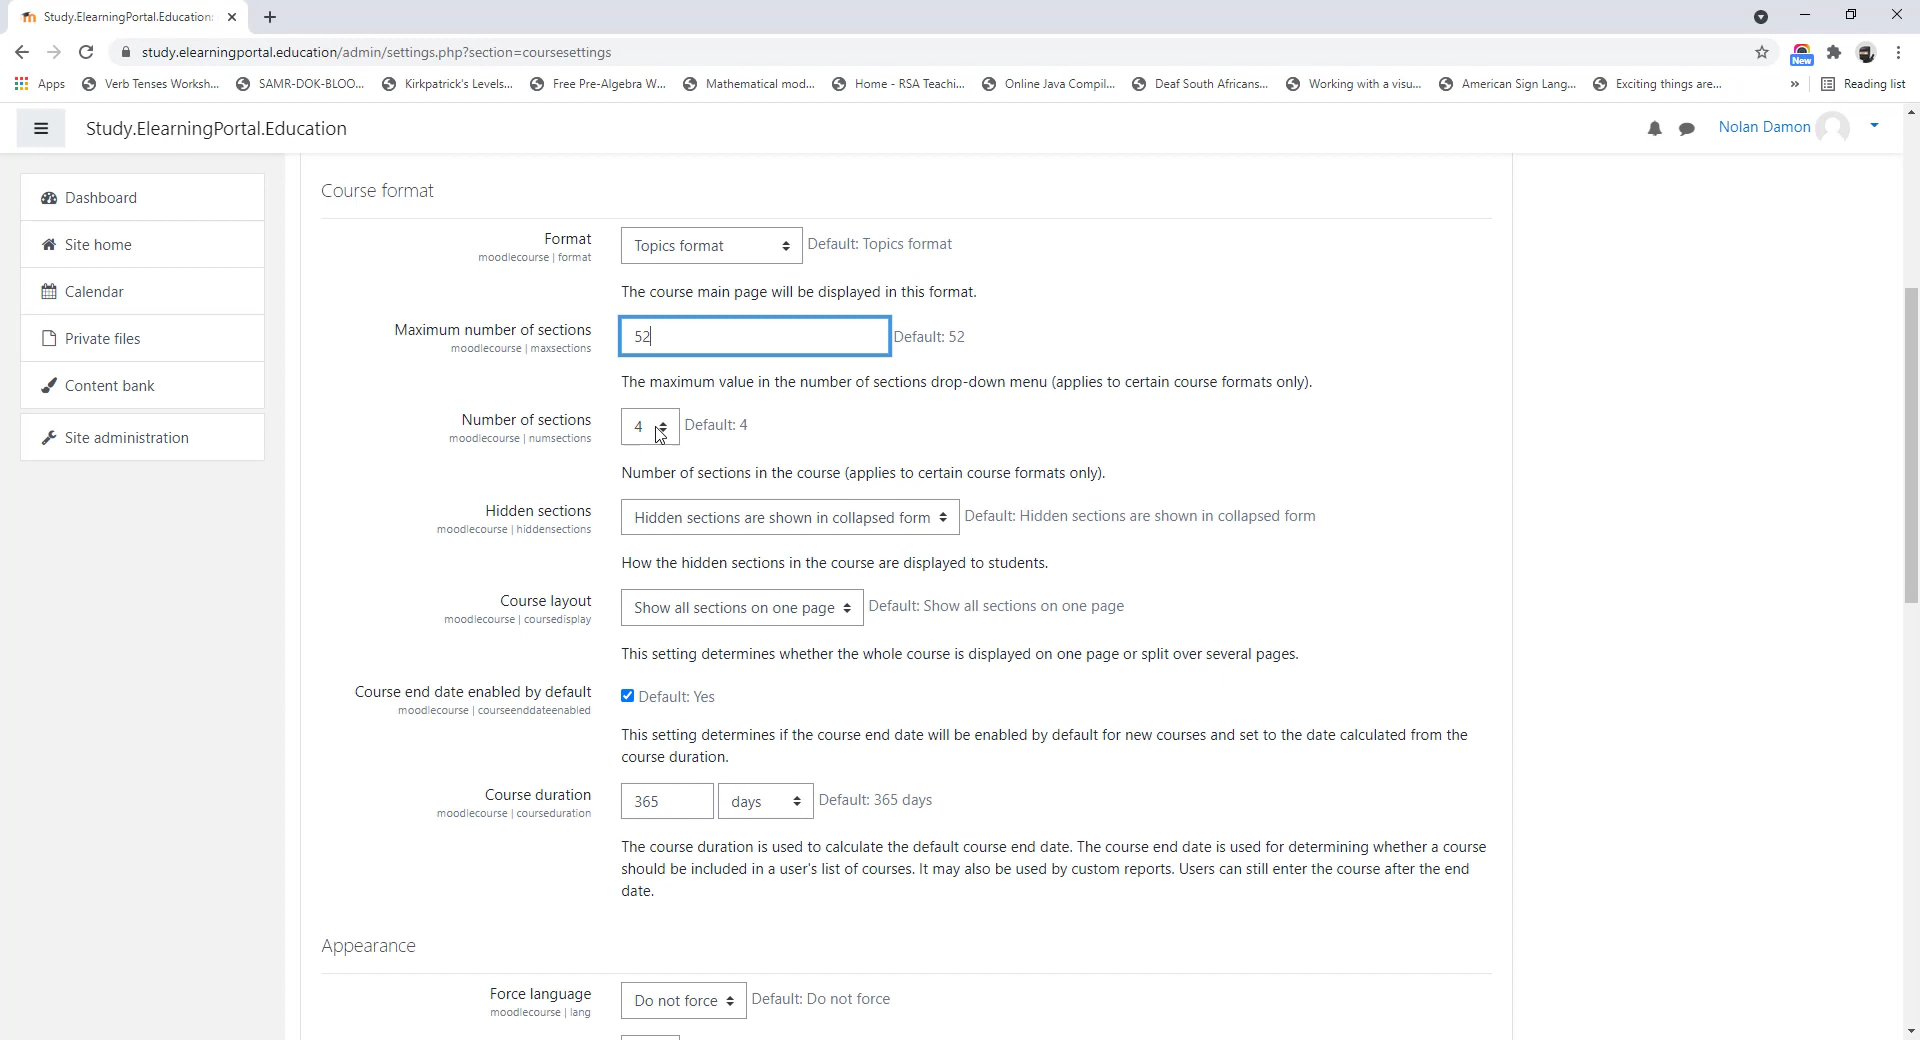 Study.ElearningPortal.Education:
study.elearningportal.education/admin/settings.php?section=coursesettings
New
Apps
Verb Tenses Worksh...
SAMR-DOK-BLOO...
Kirkpatrick's Levels...
Free Pre-Algebra W...
Mathematical mod...
Home - RSA Teachi...
Online Java Compil...
Deaf South Africans...
Working with a visu...
American Sign Lang...
Exciting things are...
»
Reading list
Study.ElearningPortal.Education
Nolan Damon
Dashboard
Site home
Calendar
Private files
Content bank
Site administration
Course format
Format
moodlecourse | format
Topics format
Default: Topics format
The course main page will be displayed in this format.
Maximum number of sections
moodlecourse | maxsections
52
Default: 52
The maximum value in the number of sections drop-down menu (applies to certain course formats only).
Number of sections
moodlecourse | numsections
4
Default: 4
Number of sections in the course (applies to certain course formats only).
Hidden sections
moodlecourse | hiddensections
Hidden sections are shown in collapsed form
Default: Hidden sections are shown in collapsed form
How the hidden sections in the course are displayed to students.
Course layout
moodlecourse | coursedisplay
Show all sections on one page
Default: Show all sections on one page
This setting determines whether the whole course is displayed on one page or split over several pages.
Course end date enabled by default
moodlecourse | courseenddateenabled
Default: Yes
This setting determines if the course end date will be enabled by default for new courses and set to the date calculated from the
course duration.
Course duration
moodlecourse | courseduration
365
days
Default: 365 days
The course duration is used to calculate the default course end date. The course end date is used for determining whether a course
should be included in a user's list of courses. It may also be used by custom reports. Users can still enter the course after the end
date.
Appearance
Force language
moodlecourse | lang
Do not force
Default: Do not force